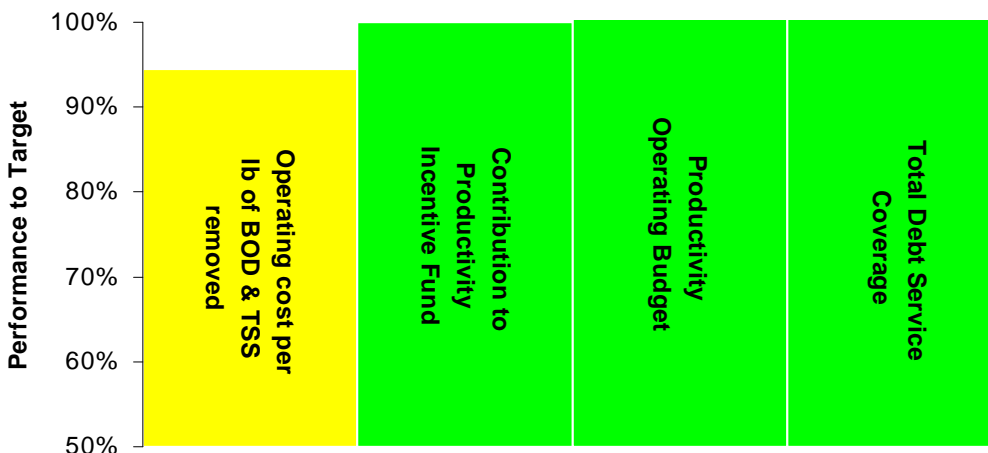 Performance to Target
100%
90%
80%
70%
60%
50%
Operating cost per
lb of BOD & TSS
removed
Contribution to
Productivity
Incentive Fund
Productivity
Operating Budget
Total Debt Service
Coverage